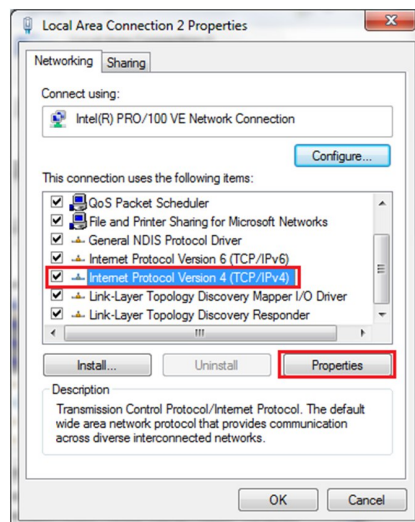 Local Area Connection 2 Properties
Networking
Sharing
Connect using:
Intel(R) PRO/100 VE Network Connection
Configure...
This connection uses the following items:
QoS Packet Scheduler
File and Printer Sharing for Microsoft Networks
General NDIS Protocol Driver
Internet Protocol Version 6 (TCP/IPv6)
Internet Protocol Version 4 (TCP/IPv4)
Link-Layer Topology Discovery Mapper I/O Driver
Link-Layer Topology Discovery Responder
Install...
Uninstall
Properties
Description
Transmission Control Protocol/Internet Protocol. The default
wide area network protocol that provides communication
across diverse interconnected networks.
OK
Cancel